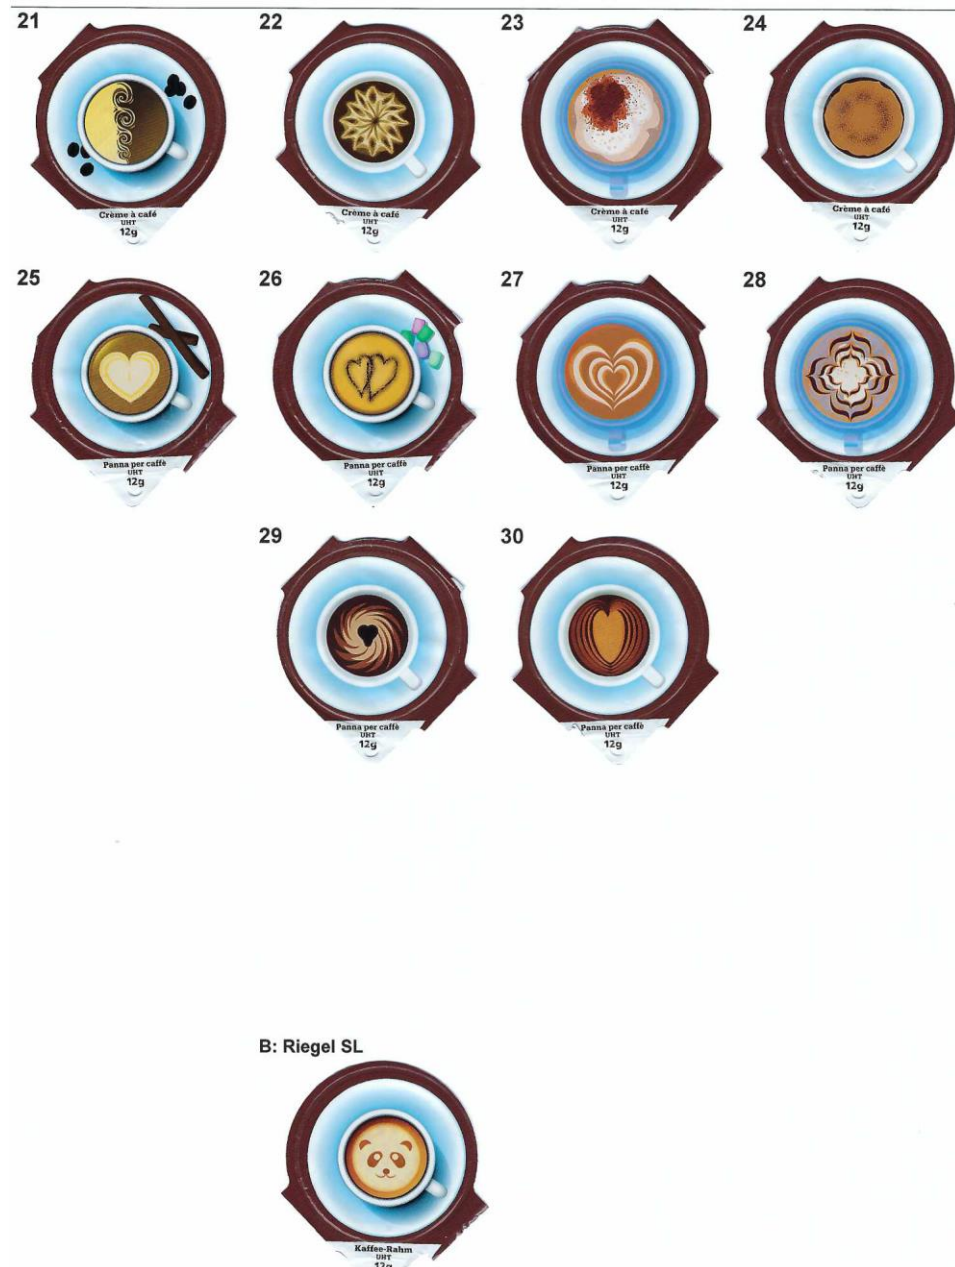 21
22
23
24
Crème à café
UHT
12g
Crème à café
UHT
12g
Crème à café
UHT
12g
Crème à café
UHT
12g
25
26
27
28
Panna per caffè
UHT
12g
Panna per caffè
UHT
12g
Panna per caffè
UHT
12g
Panna per caffè
UHT
12g
29
30
Panna per caffè
UHT
12g
Panna per caffè
UHT
12g
B: Riegel SL
Kaffee-Rahm
UHT
12g